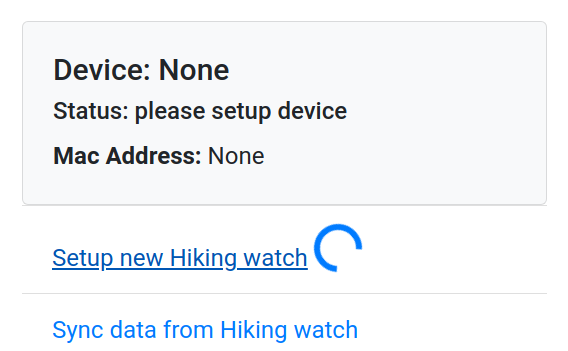 Device: None
Status: please setup device
Mac Address: None
Setup new Hiking watch
Sync data from Hiking watch